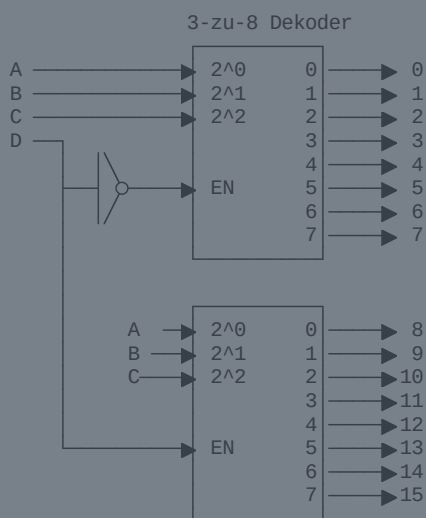 3-zu-8 Dekoder
A 2^0 0 0
B 2^1 1 1
C 2^2 2 2
D 3 3
4 4
EN 5 5
6 6
7 7
A 2^0 0 8
B 2^1 1 9
C 2^2 2 10
3 11
4 12
EN 5 13
6 14
7 15